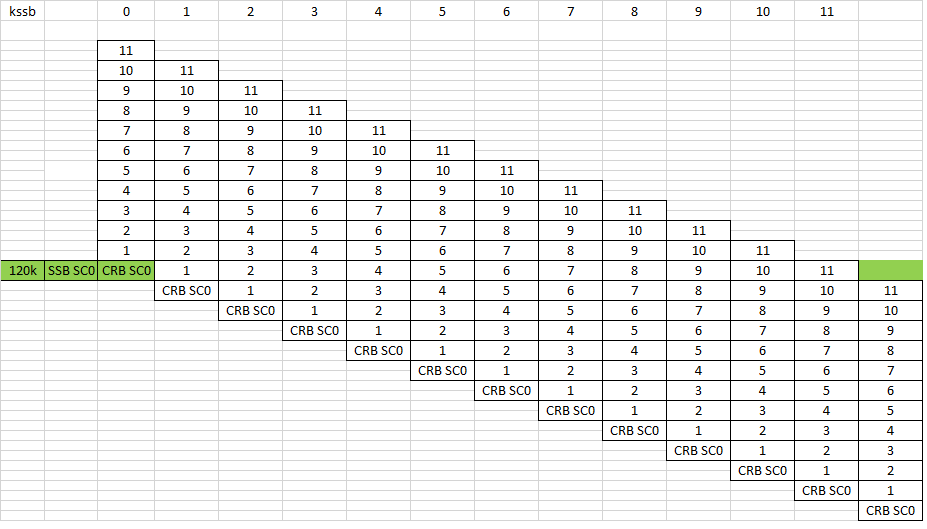 kssb 0 1 2 3 4 5 6 7 8 9 10 11
11
10 11
9 10 11
8 9 10 11
7 8 9 10 11
6 7 8 9 10 11
5 6 7 8 9 10 11
4 5 6 7 8 9 10 11
3 4 5 6 7 8 9 10 11
2 3 4 5 6 7 8 9 10 11
1 2 3 4 5 6 7 8 9 10 11
120k SSB SC0 CRB SC0 1 2 3 4 5 6 7 8 9 10 11
CRB SC0 1 2 3 4 5 6 7 8 9 10 11
CRB SC0 1 2 3 4 5 6 7 8 9 10
CRB SC0 1 2 3 4 5 6 7 8 9
CRB SC0 1 2 3 4 5 6 7 8
CRB SC0 1 2 3 4 5 6 7
CRB SC0 1 2 3 4 5 6
CRB SC0 1 2 3 4 5
CRB SC0 1 2 3 4
CRB SC0 1 2 3
CRB SC0 1 2
CRB SC0 1
CRB SC0